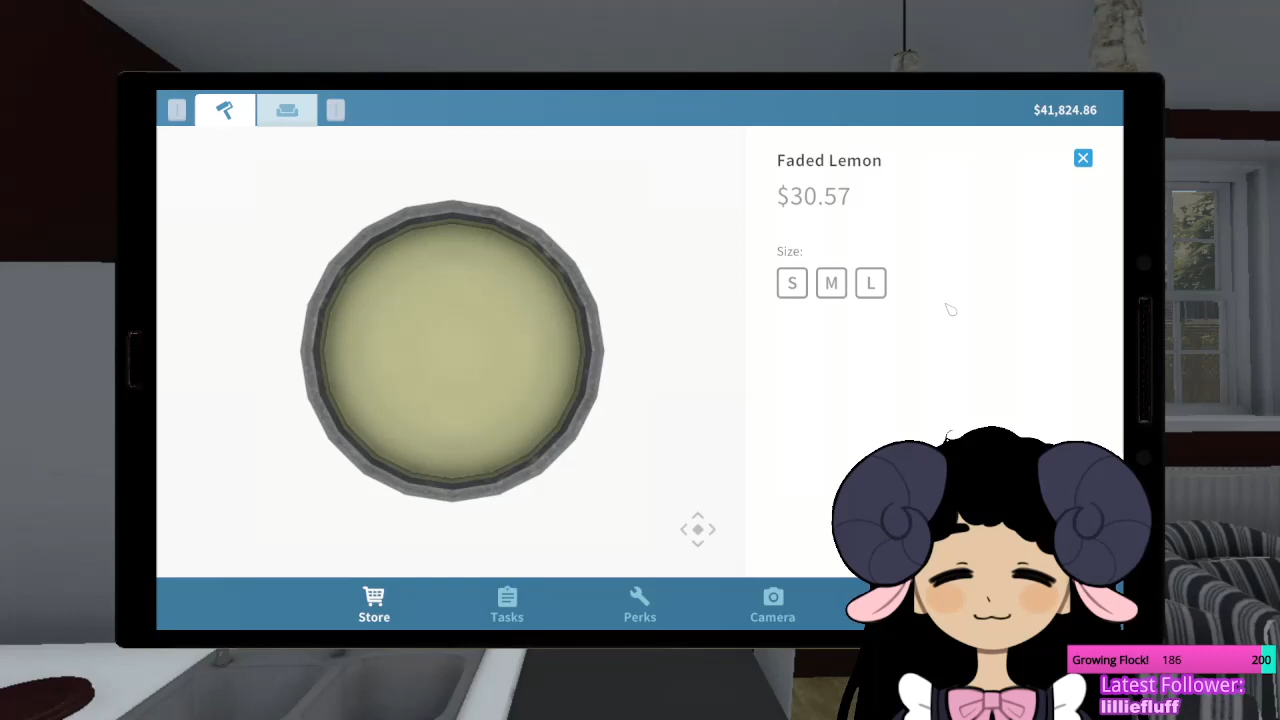 $41,824.86
Faded Lemon
$30.57
Size:
S M L
Store
Tasks
Perks
Camera
Growing Flock! 186 200
Latest Follower:
lilliefluff